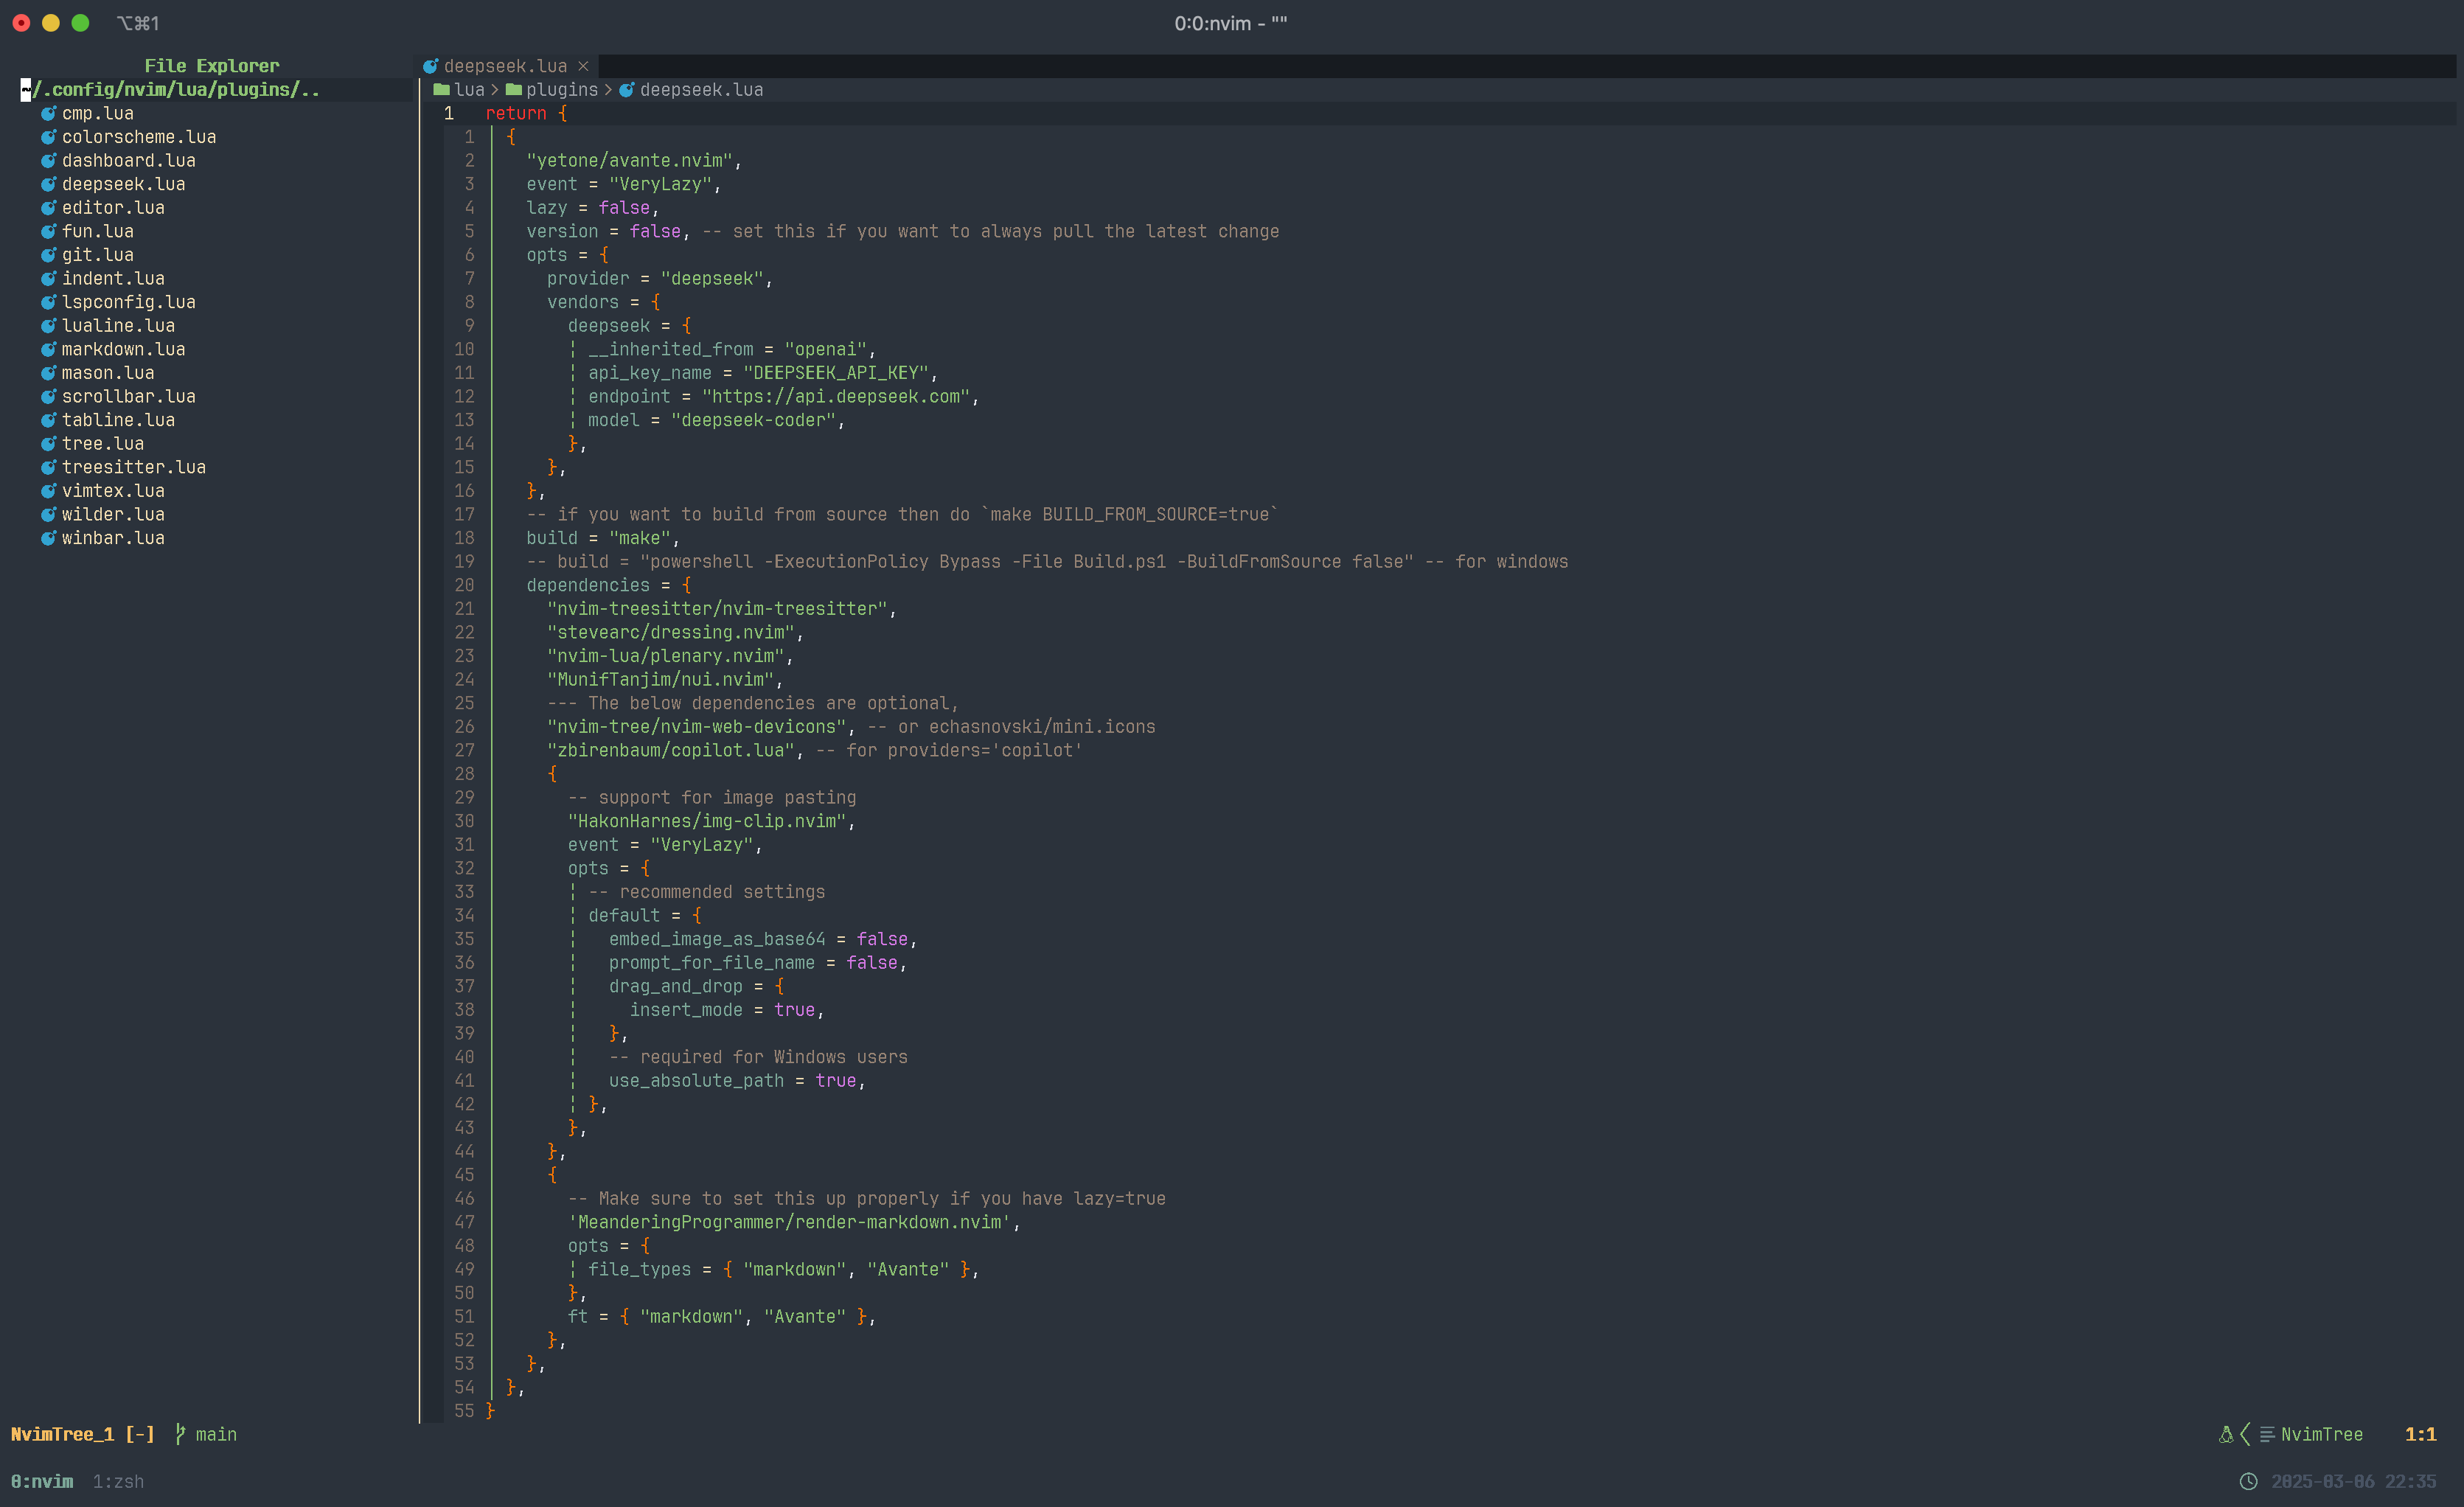 ⌥⌘1
0:0:nvim - ""
File Explorer
~/.config/nvim/lua/plugins/..
cmp.lua
colorscheme.lua
dashboard.lua
deepseek.lua
editor.lua
fun.lua
git.lua
indent.lua
lspconfig.lua
lualine.lua
markdown.lua
mason.lua
scrollbar.lua
tabline.lua
tree.lua
treesitter.lua
vimtex.lua
wilder.lua
winbar.lua
deepseek.lua ×
lua > plugins > deepseek.lua
1 return {
1 {
2 "yetone/avante.nvim",
3 event = "VeryLazy",
4 lazy = false,
5 version = false, -- set this if you want to always pull the latest change
6 opts = {
7 provider = "deepseek",
8 vendors = {
9 deepseek = {
10 __inherited_from = "openai",
11 api_key_name = "DEEPSEEK_API_KEY",
12 endpoint = "https://api.deepseek.com",
13 model = "deepseek-coder",
14 },
15 },
16 },
17 -- if you want to build from source then do `make BUILD_FROM_SOURCE=true`
18 build = "make",
19 -- build = "powershell -ExecutionPolicy Bypass -File Build.ps1 -BuildFromSource false" -- for windows
20 dependencies = {
21 "nvim-treesitter/nvim-treesitter",
22 "stevearc/dressing.nvim",
23 "nvim-lua/plenary.nvim",
24 "MunifTanjim/nui.nvim",
25 --- The below dependencies are optional,
26 "nvim-tree/nvim-web-devicons", -- or echasnovski/mini.icons
27 "zbirenbaum/copilot.lua", -- for providers='copilot'
28 {
29 -- support for image pasting
30 "HakonHarnes/img-clip.nvim",
31 event = "VeryLazy",
32 opts = {
33 -- recommended settings
34 default = {
35 embed_image_as_base64 = false,
36 prompt_for_file_name = false,
37 drag_and_drop = {
38 insert_mode = true,
39 },
40 -- required for Windows users
41 use_absolute_path = true,
42 },
43 },
44 },
45 {
46 -- Make sure to set this up properly if you have lazy=true
47 'MeanderingProgrammer/render-markdown.nvim',
48 opts = {
49 file_types = { "markdown", "Avante" },
50 },
51 ft = { "markdown", "Avante" },
52 },
53 },
54 },
55 }
NvimTree_1 [-] main
NvimTree 1:1
0:nvim 1:zsh
2025-03-06 22:35